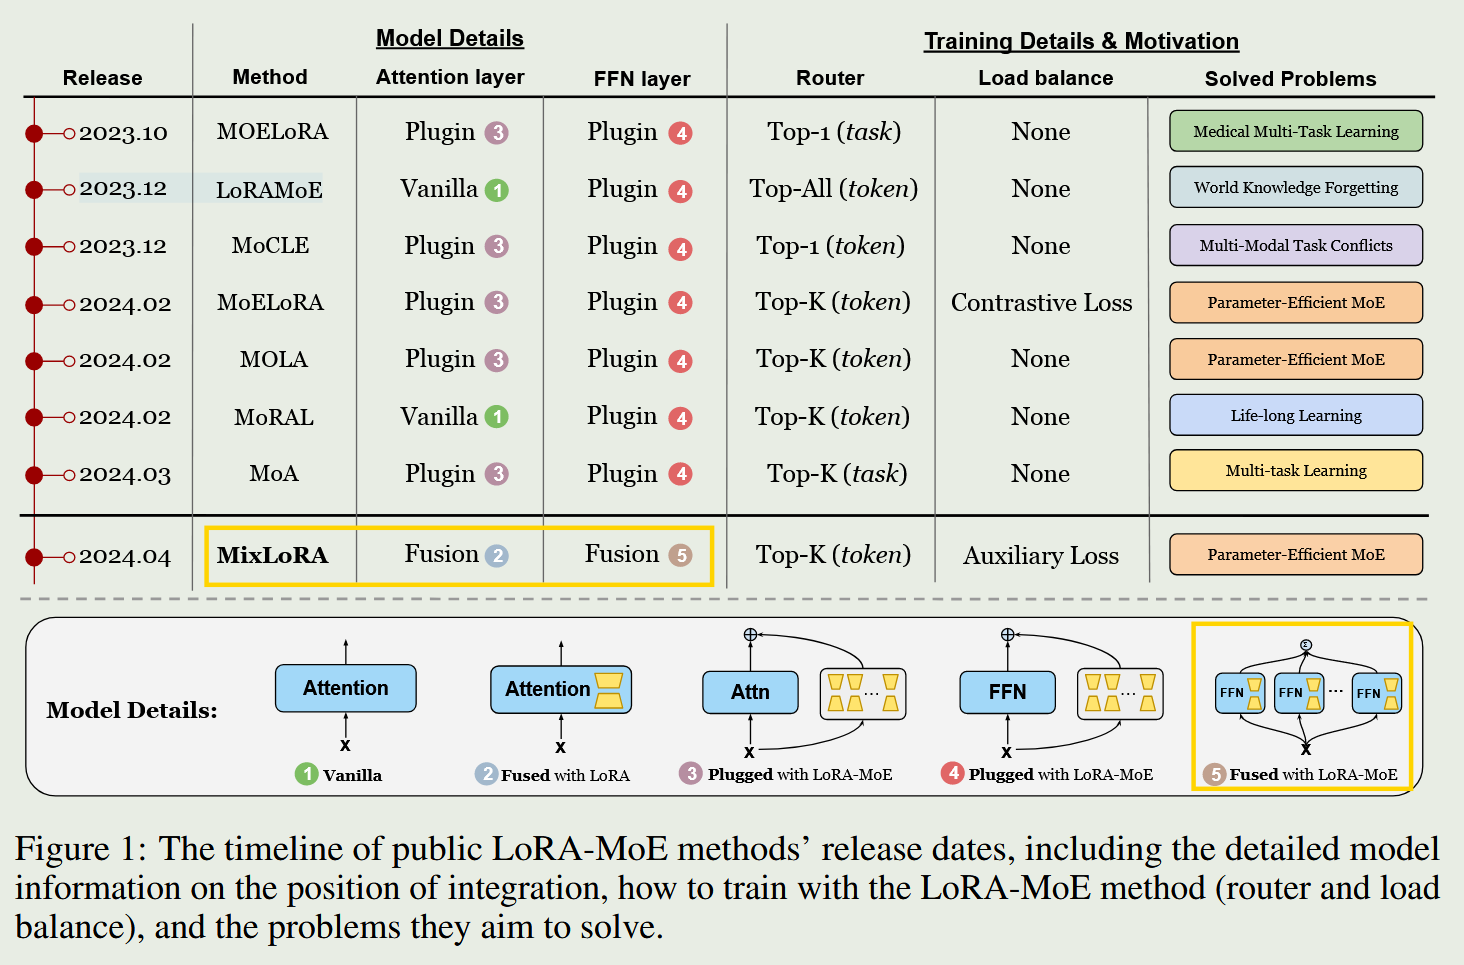 Model Details
Training Details & Motivation
Release Method Attention layer FFN layer Router Load balance Solved Problems
2023.10 MOELoRA Plugin 3 Plugin 4 Top-1 (task) None Medical Multi-Task Learning
2023.12 LoRAMoE Vanilla 1 Plugin 4 Top-All (token) None World Knowledge Forgetting
2023.12 MoCLE Plugin 3 Plugin 4 Top-1 (token) None Multi-Modal Task Conflicts
2024.02 MoELoRA Plugin 3 Plugin 4 Top-K (token) Contrastive Loss Parameter-Efficient MoE
2024.02 MOLA Plugin 3 Plugin 4 Top-K (token) None Parameter-Efficient MoE
2024.02 MoRAL Vanilla 1 Plugin 4 Top-K (token) None Life-long Learning
2024.03 MoA Plugin 3 Plugin 4 Top-K (task) None Multi-task Learning
2024.04 MixLoRA Fusion 2 Fusion 5 Top-K (token) Auxiliary Loss Parameter-Efficient MoE
Model Details:
Attention
x
1 Vanilla
Attention
x
2 Fused with LoRA
Attn ...
x
3 Plugged with LoRA-MoE
FFN ...
x
4 Plugged with LoRA-MoE
Σ
FFN FFN ... FFN
x
5 Fused with LoRA-MoE
Figure 1: The timeline of public LoRA-MoE methods’ release dates, including the detailed model
information on the position of integration, how to train with the LoRA-MoE method (router and load
balance), and the problems they aim to solve.